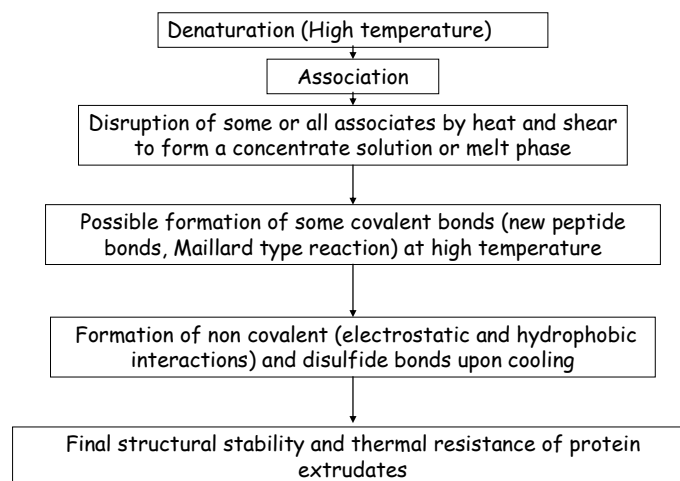 Denaturation (High temperature)
Association
Disruption of some or all associates by heat and shear
to form a concentrate solution or melt phase
Possible formation of some covalent bonds (new peptide
bonds, Maillard type reaction) at high temperature
Formation of non covalent (electrostatic and hydrophobic
interactions) and disulfide bonds upon cooling
Final structural stability and thermal resistance of protein
extrudates